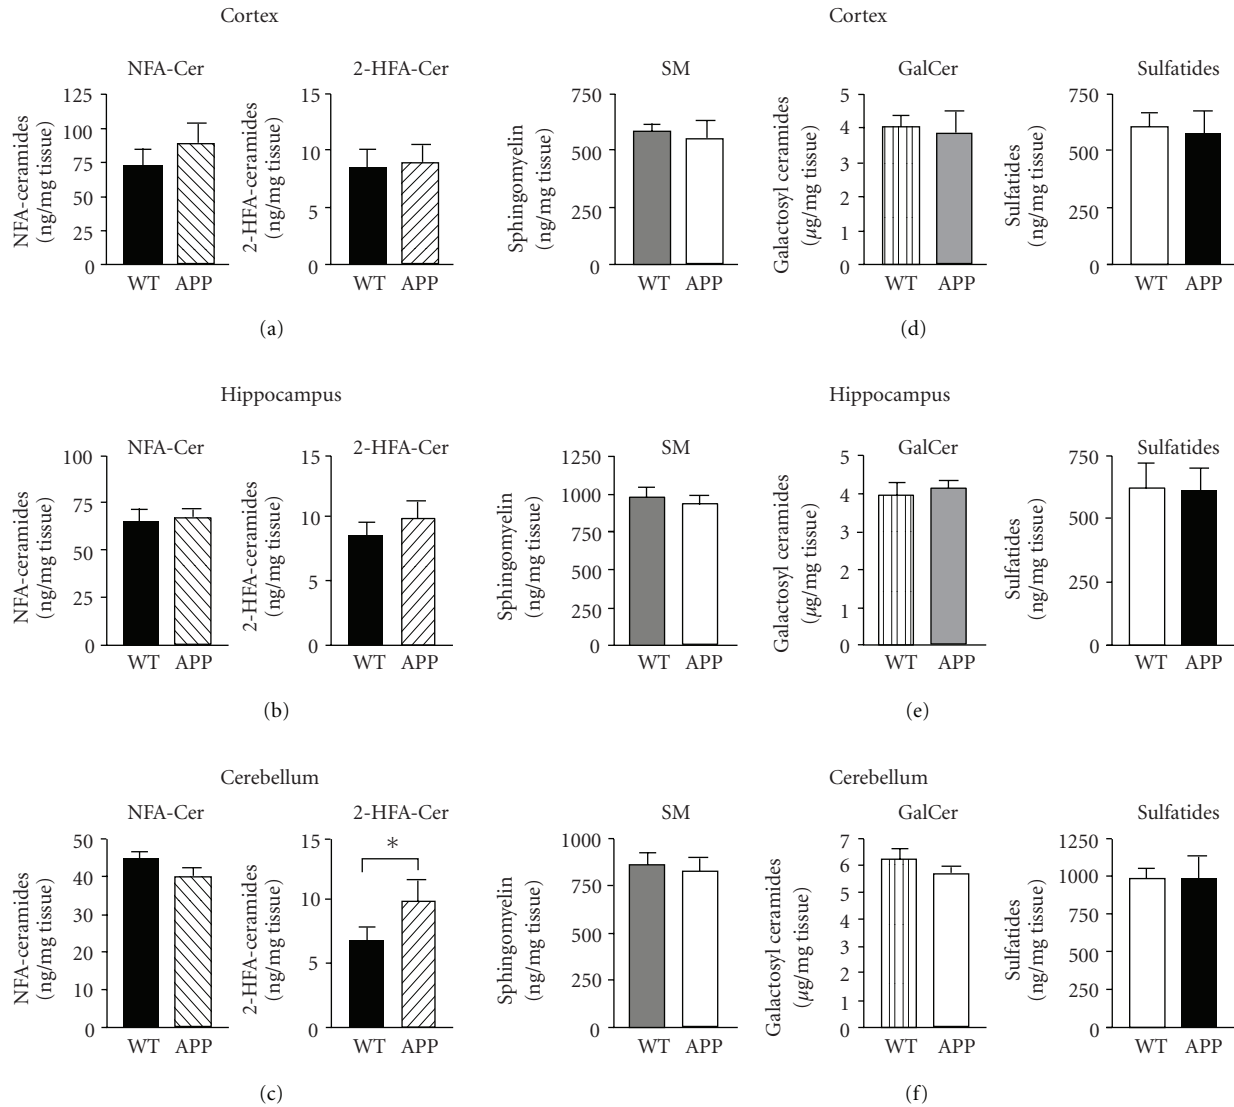 Cortex
NFA-Cer
NFA-ceramides
(ng/mg tissue)
125
100
75
50
25
0
WT APP
2-HFA-Cer
2-HFA-ceramides
(ng/mg tissue)
15
10
5
0
WT APP
(a)
Cortex
SM
Sphingomyelin
(ng/mg tissue)
750
500
250
0
WT APP
GalCer
Galactosyl ceramides
(μg/mg tissue)
5
4
3
2
1
0
WT APP
Sulfatides
Sulfatides
(ng/mg tissue)
750
500
250
0
WT APP
(d)
Hippocampus
NFA-Cer
NFA-ceramides
(ng/mg tissue)
100
75
50
25
0
WT APP
2-HFA-Cer
2-HFA-ceramides
(ng/mg tissue)
15
10
5
0
WT APP
(b)
Hippocampus
SM
Sphingomyelin
(ng/mg tissue)
1250
1000
750
500
250
0
WT APP
GalCer
Galactosyl ceramides
(μg/mg tissue)
5
4
3
2
1
0
WT APP
Sulfatides
Sulfatides
(ng/mg tissue)
750
500
250
0
WT APP
(e)
Cerebellum
NFA-Cer
NFA-ceramides
(ng/mg tissue)
50
40
30
20
10
0
WT APP
2-HFA-Cer
2-HFA-ceramides
(ng/mg tissue)
15
10
5
0
*
WT APP
(c)
Cerebellum
SM
Sphingomyelin
(ng/mg tissue)
1000
750
500
250
0
WT APP
GalCer
Galactosyl ceramides
(μg/mg tissue)
7
6
5
4
3
2
1
0
WT APP
Sulfatides
Sulfatides
(ng/mg tissue)
1250
1000
750
500
250
0
WT APP
(f)